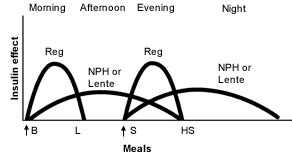 Morning Afternoon Evening Night
Insulin effect
Reg Reg
NPH or
Lente
NPH or
Lente
B L S HS
Meals